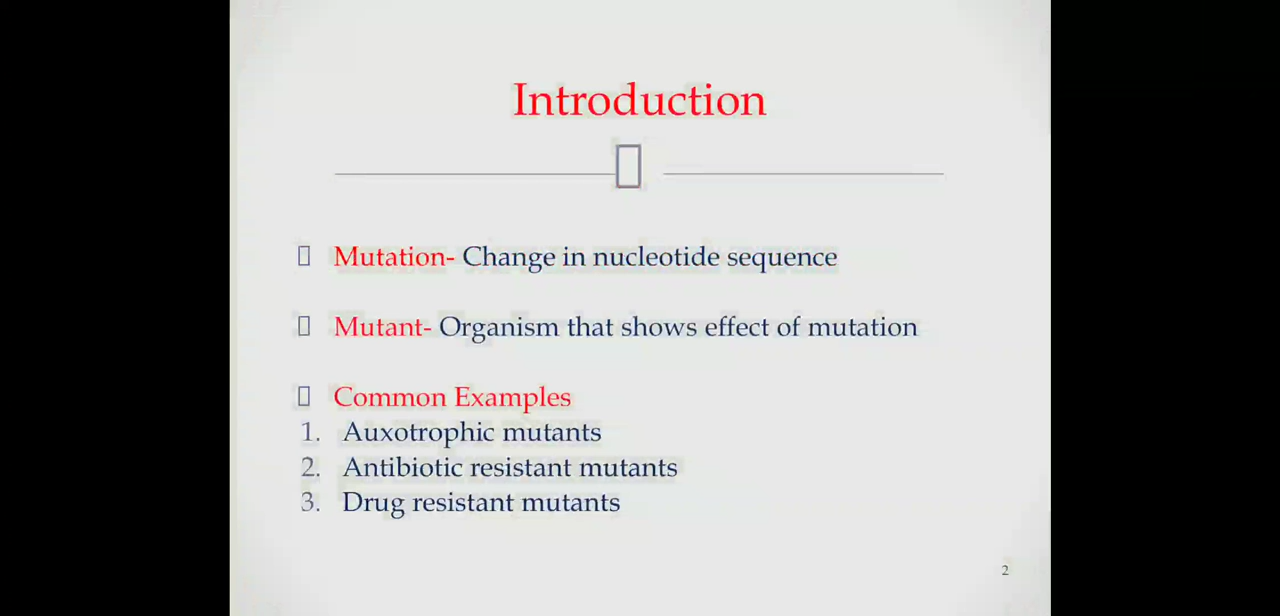 Introduction
Mutation- Change in nucleotide sequence
Mutant- Organism that shows effect of mutation
Common Examples
1. Auxotrophic mutants
2. Antibiotic resistant mutants
3. Drug resistant mutants
2